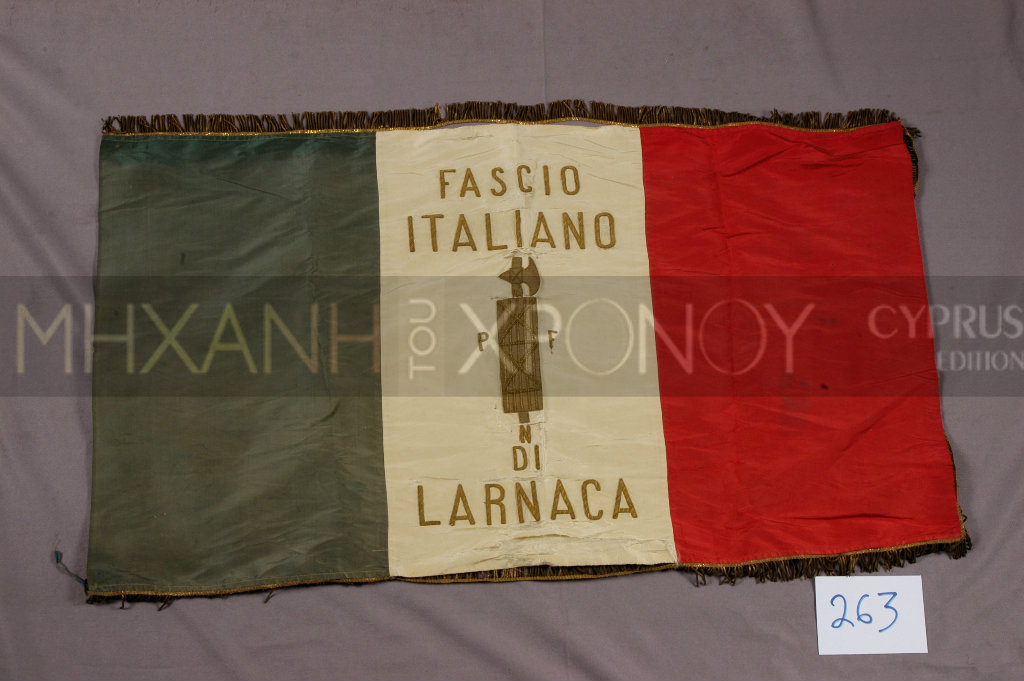 FASCIO
ITALIANO
P F
N
DI
LARNACA
ΜΗΧΑΝΗ ΤΟΥ ΧΡΟΝΟΥ
CYPRUS
EDITION
263